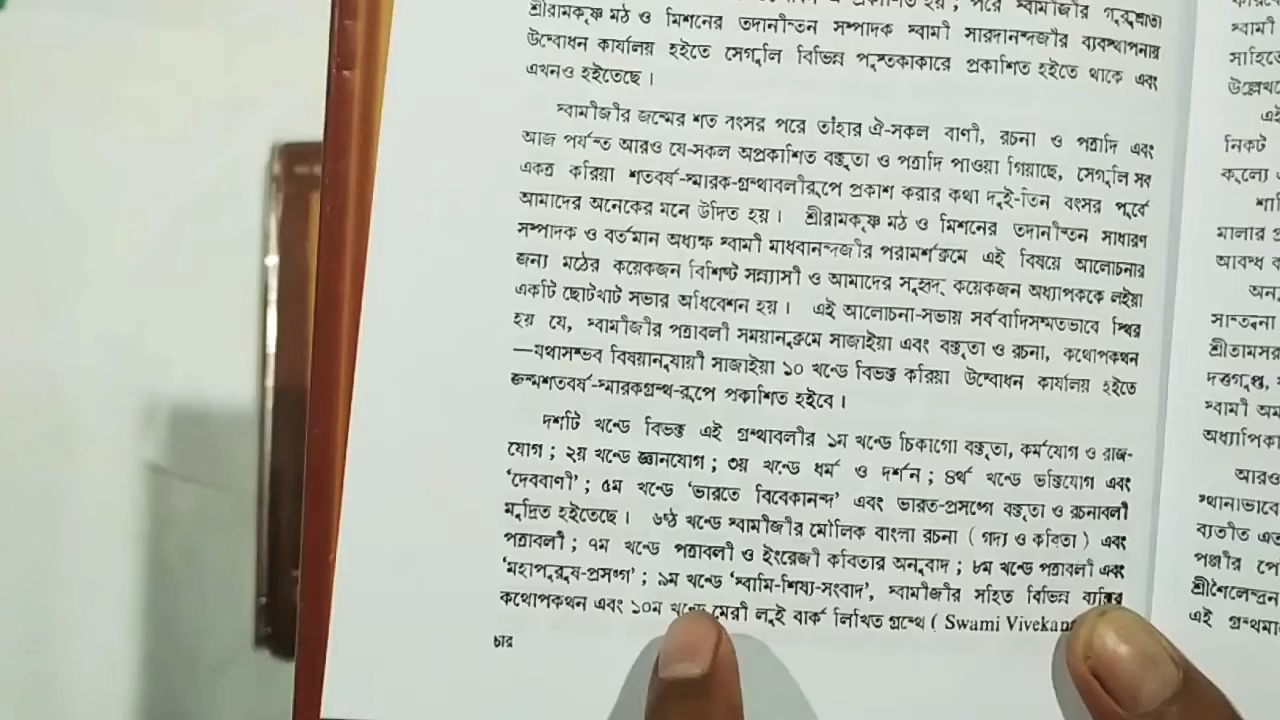 প্রকাশিত হয়; পরে স্বামীজীর গুরুভ্রাতা
শ্রীরামকৃষ্ণ মঠ ও মিশনের তদানীন্তন সম্পাদক স্বামী সারদানন্দজীর ব্যবস্থাপনায়
উদ্বোধন কার্যালয় হইতে সেগুলি বিভিন্ন পুস্তকাকারে প্রকাশিত হইতে থাকে এবং
এখনও হইতেছে।
স্বামীজীর জন্মের শত বৎসর পরে তাঁহার ঐ-সকল বাণী, রচনা ও পত্রাদি এবং
আজ পর্যন্ত আরও যে-সকল অপ্রকাশিত বক্তৃতা ও পত্রাদি পাওয়া গিয়াছে, সেগুলি সব
একত্র করিয়া শতবর্ষ-স্মারক-গ্রন্থাবলীরূপে প্রকাশ করার কথা দুই-তিন বৎসর পূর্বে
আমাদের অনেকের মনে উদিত হয়। শ্রীরামকৃষ্ণ মঠ ও মিশনের তদানীন্তন সাধারণ
সম্পাদক ও বর্তমান অধ্যক্ষ স্বামী মাধবানন্দজীর পরামর্শক্রমে এই বিষয়ে আলোচনার
জন্য মঠের কয়েকজন বিশিষ্ট সন্ন্যাসী ও আমাদের সুহৃদ্ কয়েকজন অধ্যাপককে লইয়া
একটি ছোটখাট সভার অধিবেশন হয়। এই আলোচনা-সভায় সর্ববাদিসম্মতভাবে স্থির
হয় যে, স্বামীজীর পত্রাবলী সময়ানুক্রমে সাজাইয়া এবং বক্তৃতা ও রচনা, কথোপকথন
—যথাসম্ভব বিষয়ানুযায়ী সাজাইয়া ১০ খণ্ডে বিভক্ত করিয়া উদ্বোধন কার্যালয় হইতে
জন্মশতবর্ষ-স্মারকগ্রন্থ-রূপে প্রকাশিত হইবে।
দশটি খণ্ডে বিভক্ত এই গ্রন্থাবলীর ১ম খণ্ডে চিকাগো বক্তৃতা, কর্মযোগ ও রাজ-
যোগ; ২য় খণ্ডে জ্ঞানযোগ; ৩য় খণ্ডে ধর্ম ও দর্শন; ৪র্থ খণ্ডে ভক্তিযোগ এবং
‘দেববাণী’; ৫ম খণ্ডে ‘ভারতে বিবেকানন্দ’ এবং ভারত-প্রসঙ্গে বক্তৃতা ও রচনাবলী
মুদ্রিত হইতেছে। ৬ষ্ঠ খণ্ডে স্বামীজীর মৌলিক বাংলা রচনা ( গদ্য ও কবিতা ) এবং
পত্রাবলী; ৭ম খণ্ডে পত্রাবলী ও ইংরেজী কবিতার অনুবাদ; ৮ম খণ্ডে পত্রাবলী এবং
‘মহাপুরুষ-প্রসঙ্গ’; ৯ম খণ্ডে ‘স্বামি-শিষ্য-সংবাদ’, স্বামীজীর সহিত বিভিন্ন ব্যক্তির
কথোপকথন এবং ১০ম খণ্ডে মেরী লুই বার্ক লিখিত গ্রন্থে ( Swami
চার
স্বামী
এই
নিকট
মালার
সান্ত্বনা
স্বামী
আরও
স্থানাভাবে
ব্যতীত
পঞ্জীর
এই